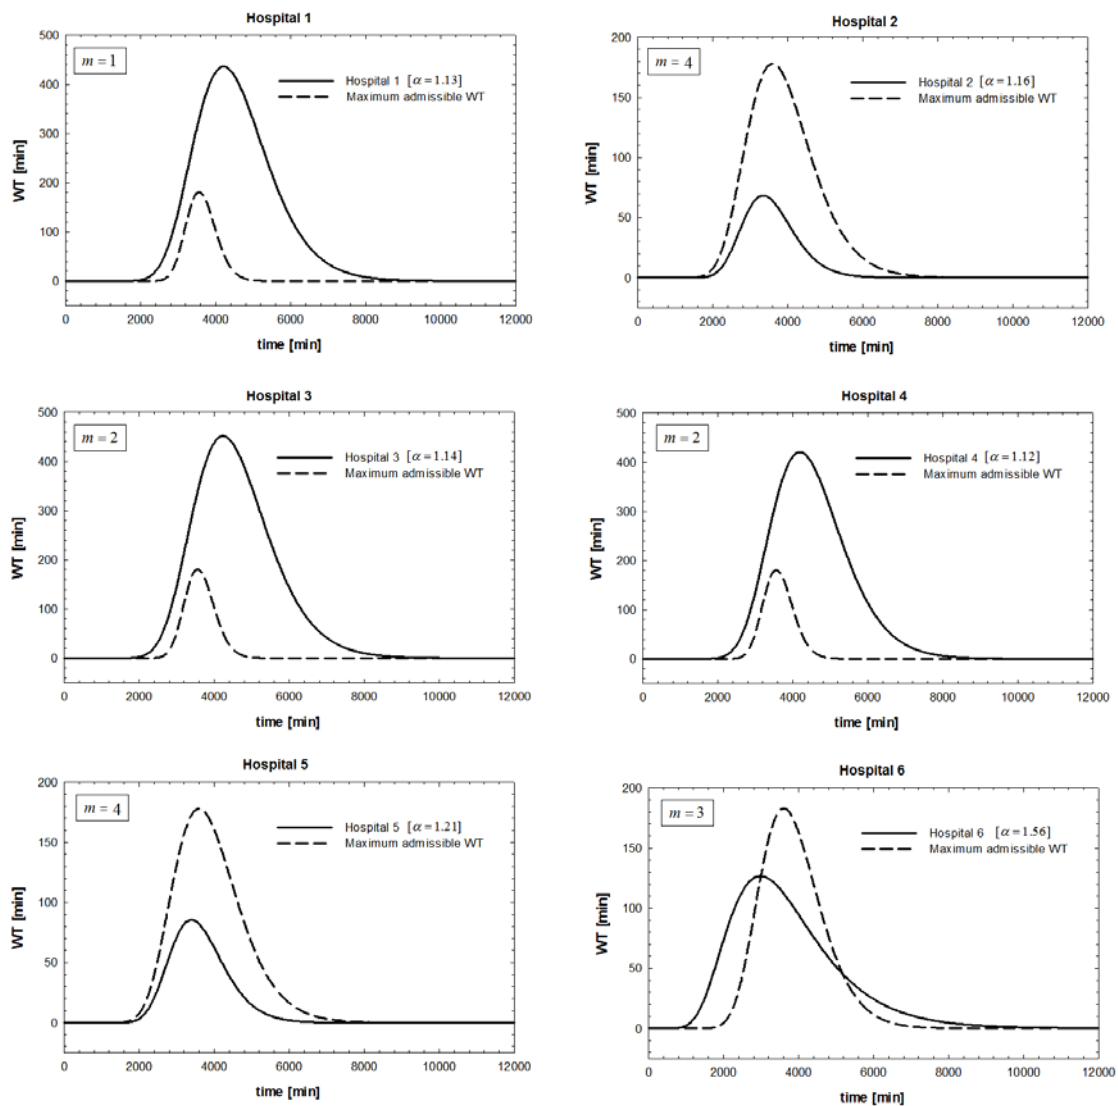 Hospital 1
m = 1
Hospital 1 [α = 1.13]
Maximum admissible WT
WT [min]
500
400
300
200
100
0
0 2000 4000 6000 8000 10000 12000
time [min]
Hospital 2
m = 4
Hospital 2 [α = 1.16]
Maximum admissible WT
WT [min]
200
150
100
50
0
0 2000 4000 6000 8000 10000 12000
time [min]
Hospital 3
m = 2
Hospital 3 [α = 1.14]
Maximum admissible WT
WT [min]
500
400
300
200
100
0
0 2000 4000 6000 8000 10000 12000
time [min]
Hospital 4
m = 2
Hospital 4 [α = 1.12]
Maximum admissible WT
WT [min]
500
400
300
200
100
0
0 2000 4000 6000 8000 10000 12000
time [min]
Hospital 5
m = 4
Hospital 5 [α = 1.21]
Maximum admissible WT
WT [min]
200
150
100
50
0
0 2000 4000 6000 8000 10000 12000
time [min]
Hospital 6
m = 3
Hospital 6 [α = 1.56]
Maximum admissible WT
WT [min]
200
150
100
50
0
0 2000 4000 6000 8000 10000 12000
time [min]